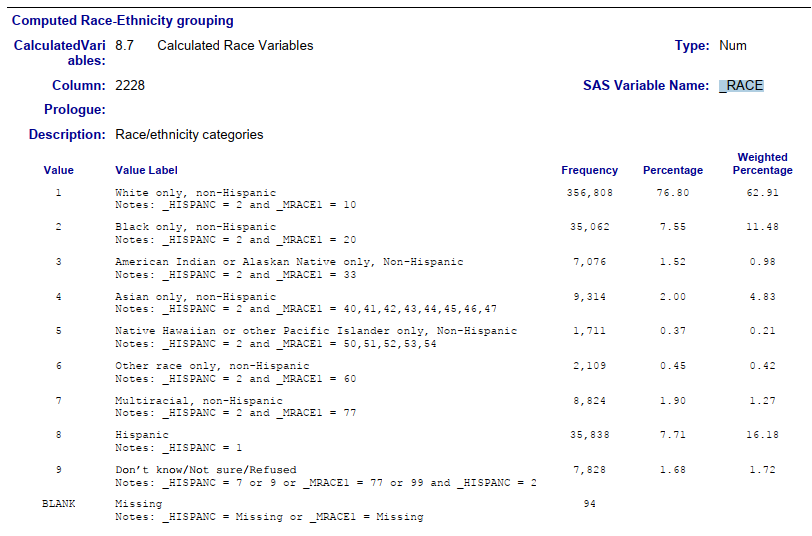 Computed Race-Ethnicity grouping
CalculatedVari 8.7 Calculated Race Variables Type: Num
ables:
Column: 2228 SAS Variable Name: _RACE
Prologue:
Description: Race/ethnicity categories
Weighted
Value Value Label Frequency Percentage Percentage
1 White only, non-Hispanic 356,808 76.80 62.91
Notes: _HISPANC = 2 and _MRACE1 = 10
2 Black only, non-Hispanic 35,062 7.55 11.48
Notes: _HISPANC = 2 and _MRACE1 = 20
3 American Indian or Alaskan Native only, Non-Hispanic 7,076 1.52 0.98
Notes: _HISPANC = 2 and _MRACE1 = 33
4 Asian only, non-Hispanic 9,314 2.00 4.83
Notes: _HISPANC = 2 and _MRACE1 = 40,41,42,43,44,45,46,47
5 Native Hawaiian or other Pacific Islander only, Non-Hispanic 1,711 0.37 0.21
Notes: _HISPANC = 2 and _MRACE1 = 50,51,52,53,54
6 Other race only, non-Hispanic 2,109 0.45 0.42
Notes: _HISPANC = 2 and _MRACE1 = 60
7 Multiracial, non-Hispanic 8,824 1.90 1.27
Notes: _HISPANC = 2 and _MRACE1 = 77
8 Hispanic 35,838 7.71 16.18
Notes: _HISPANC = 1
9 Don’t know/Not sure/Refused 7,828 1.68 1.72
Notes: _HISPANC = 7 or 9 or _MRACE1 = 77 or 99 and _HISPANC = 2
BLANK Missing 94
Notes: _HISPANC = Missing or _MRACE1 = Missing